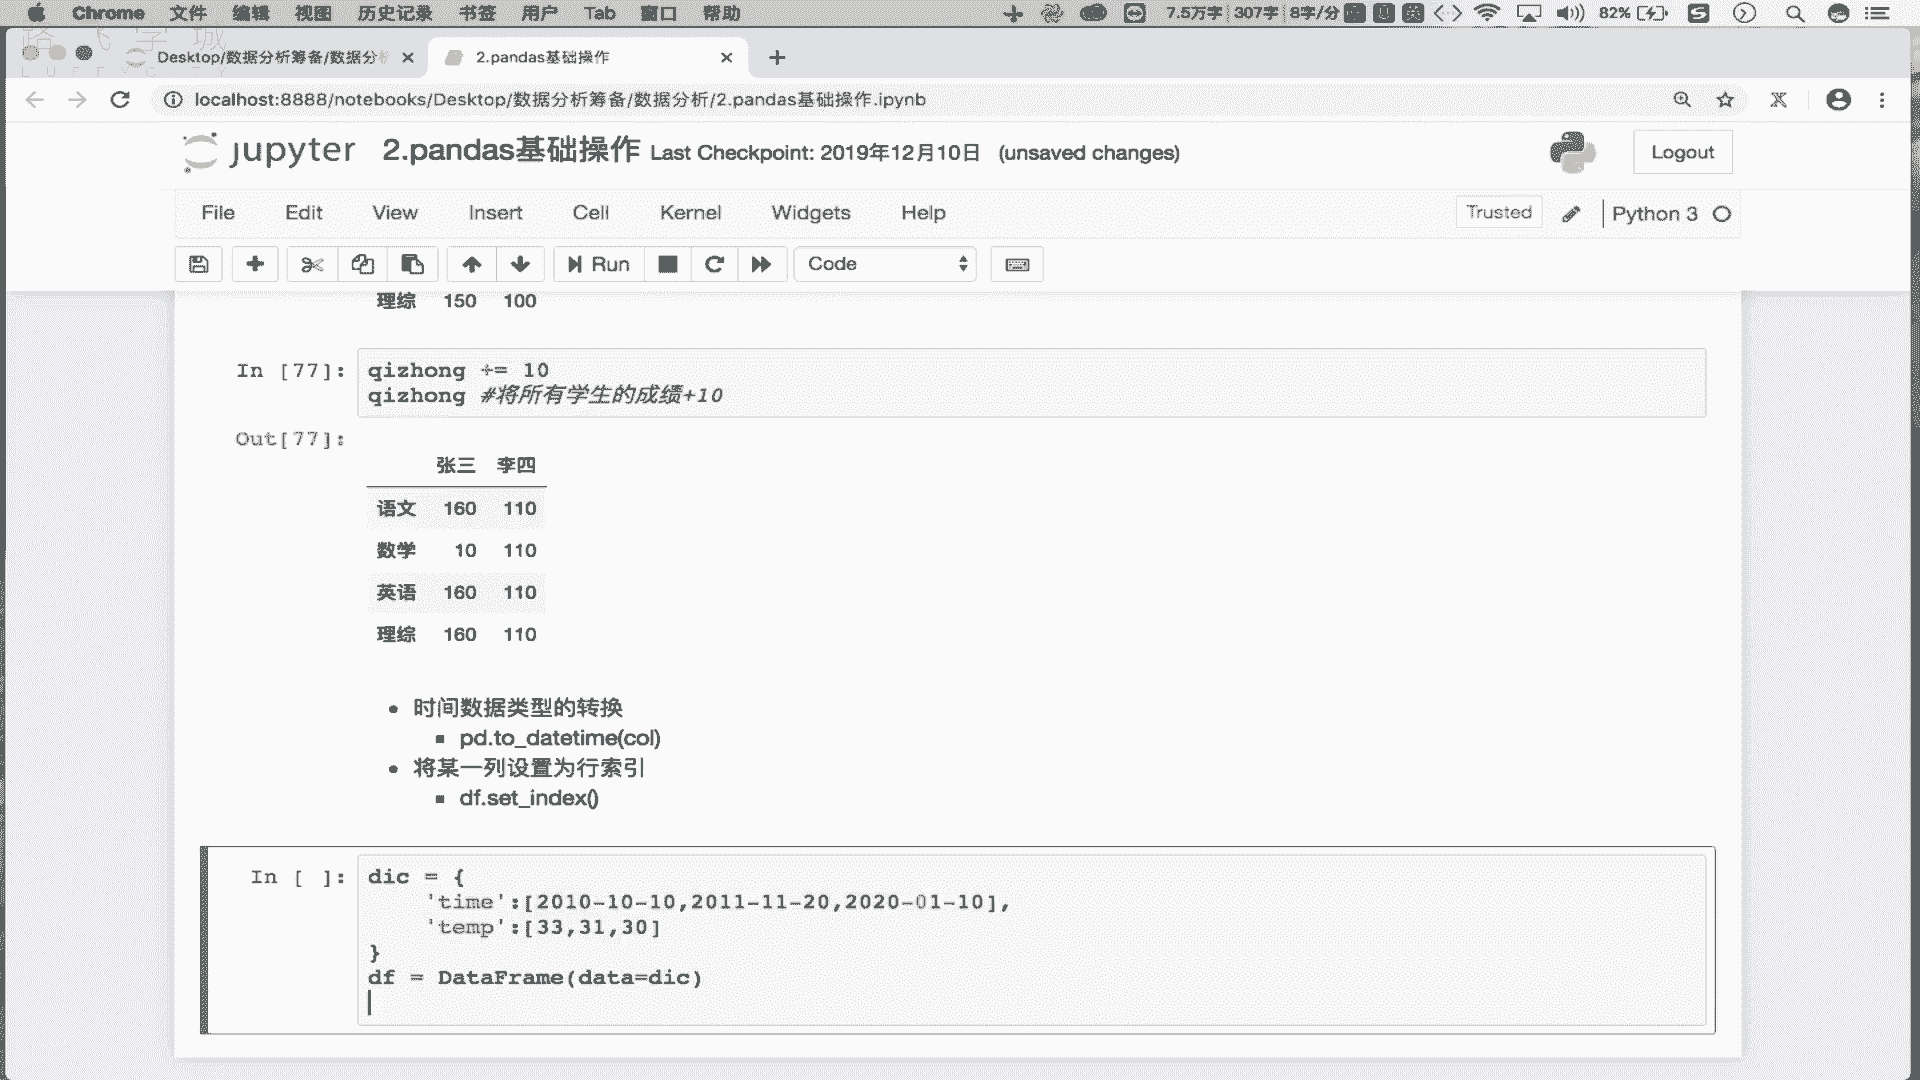 Chrome 文件 编辑 视图 历史记录 书签 用户 Tab 窗口 帮助 7.5万字 307字 8字/分 英 82%
Desktop/数据分析筹备/数据分析 2.pandas基础操作
localhost:8888/notebooks/Desktop/数据分析筹备/数据分析/2.pandas基础操作.ipynb
jupyter 2.pandas基础操作 Last Checkpoint: 2019年12月10日 (unsaved changes) Logout
File Edit View Insert Cell Kernel Widgets Help Trusted Python 3
Run Code
理综 150 100
In [77]: qizhong += 10
qizhong #将所有学生的成绩+10
Out[77]:
张三 李四
语文 160 110
数学 10 110
英语 160 110
理综 160 110
时间数据类型的转换
pd.to_datetime(col)
将某一列设置为行索引
df.set_index()
In [ ]: dic = {
'time':[2010-10-10,2011-11-20,2020-01-10],
'temp':[33,31,30]
}
df = DataFrame(data=dic)